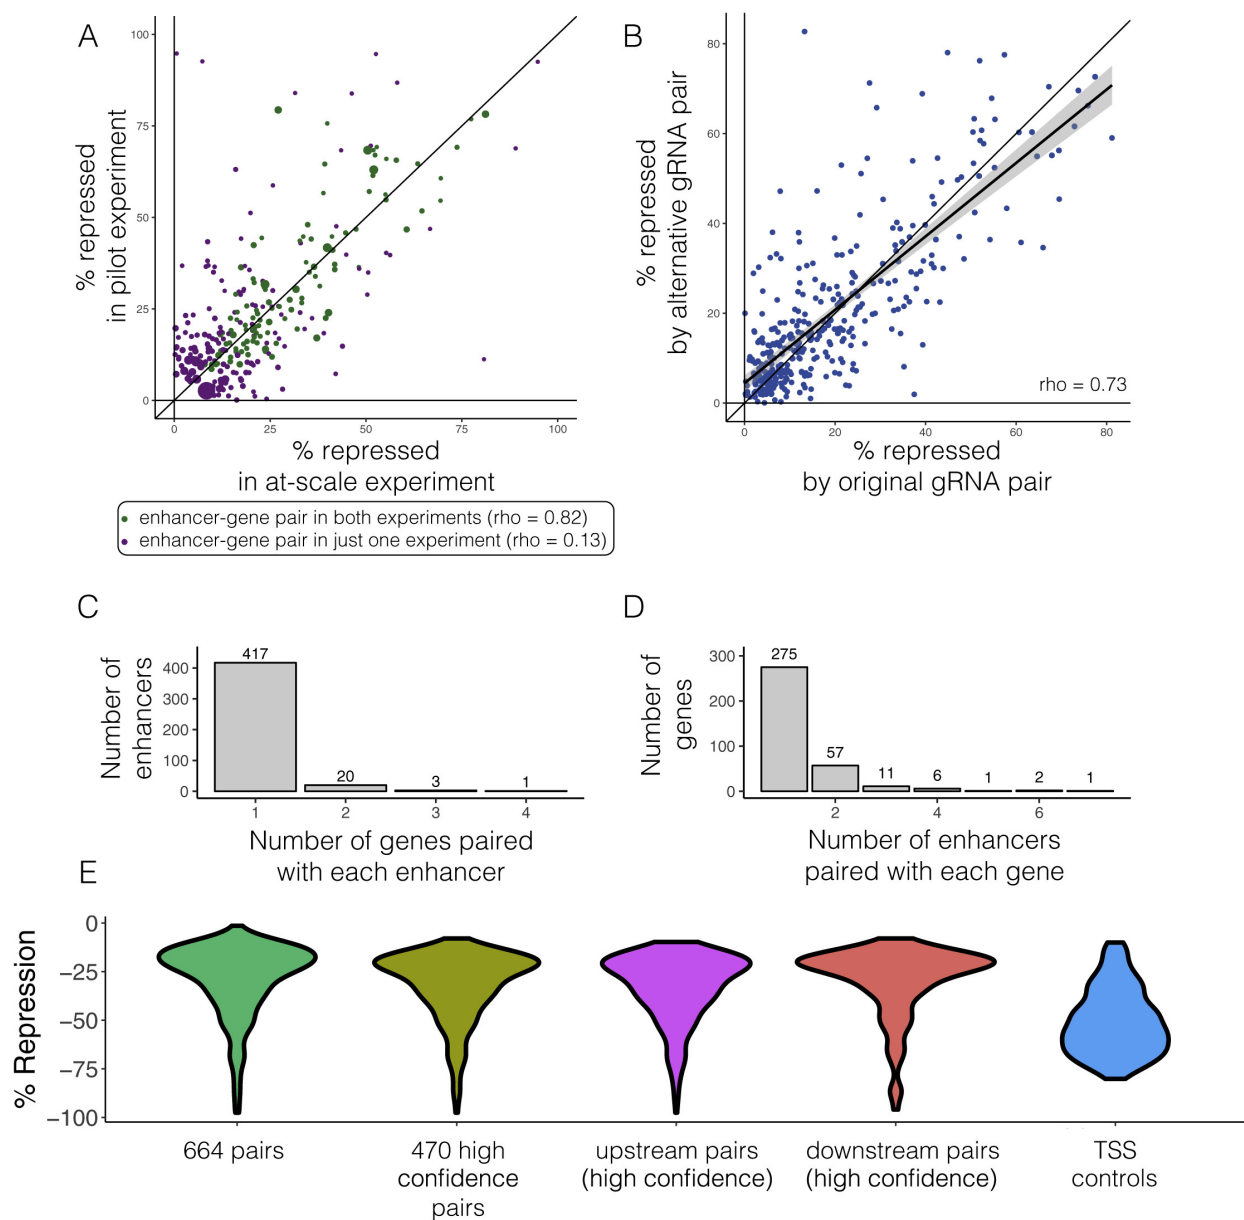 A
100
75
50
25
0
% repressed
in pilot experiment
0 25 50 75 100
% repressed
in at-scale experiment
enhancer-gene pair in both experiments (rho = 0.82)
enhancer-gene pair in just one experiment (rho = 0.13)
B
80
60
40
20
0
% repressed
by alternative gRNA pair
rho = 0.73
0 20 40 60 80
% repressed
by original gRNA pair
C
Number of
enhancers
400
300
200
100
0
417 20 3 1
1 2 3 4
Number of genes paired
with each enhancer
D
Number of
genes
300
200
100
0
275 57 11 6 1 2 1
2 4 6
Number of enhancers
paired with each gene
E
% Repression
0
−25
−50
−75
−100
664 pairs
470 high
confidence
pairs
upstream pairs
(high confidence)
downstream pairs
(high confidence)
TSS
controls